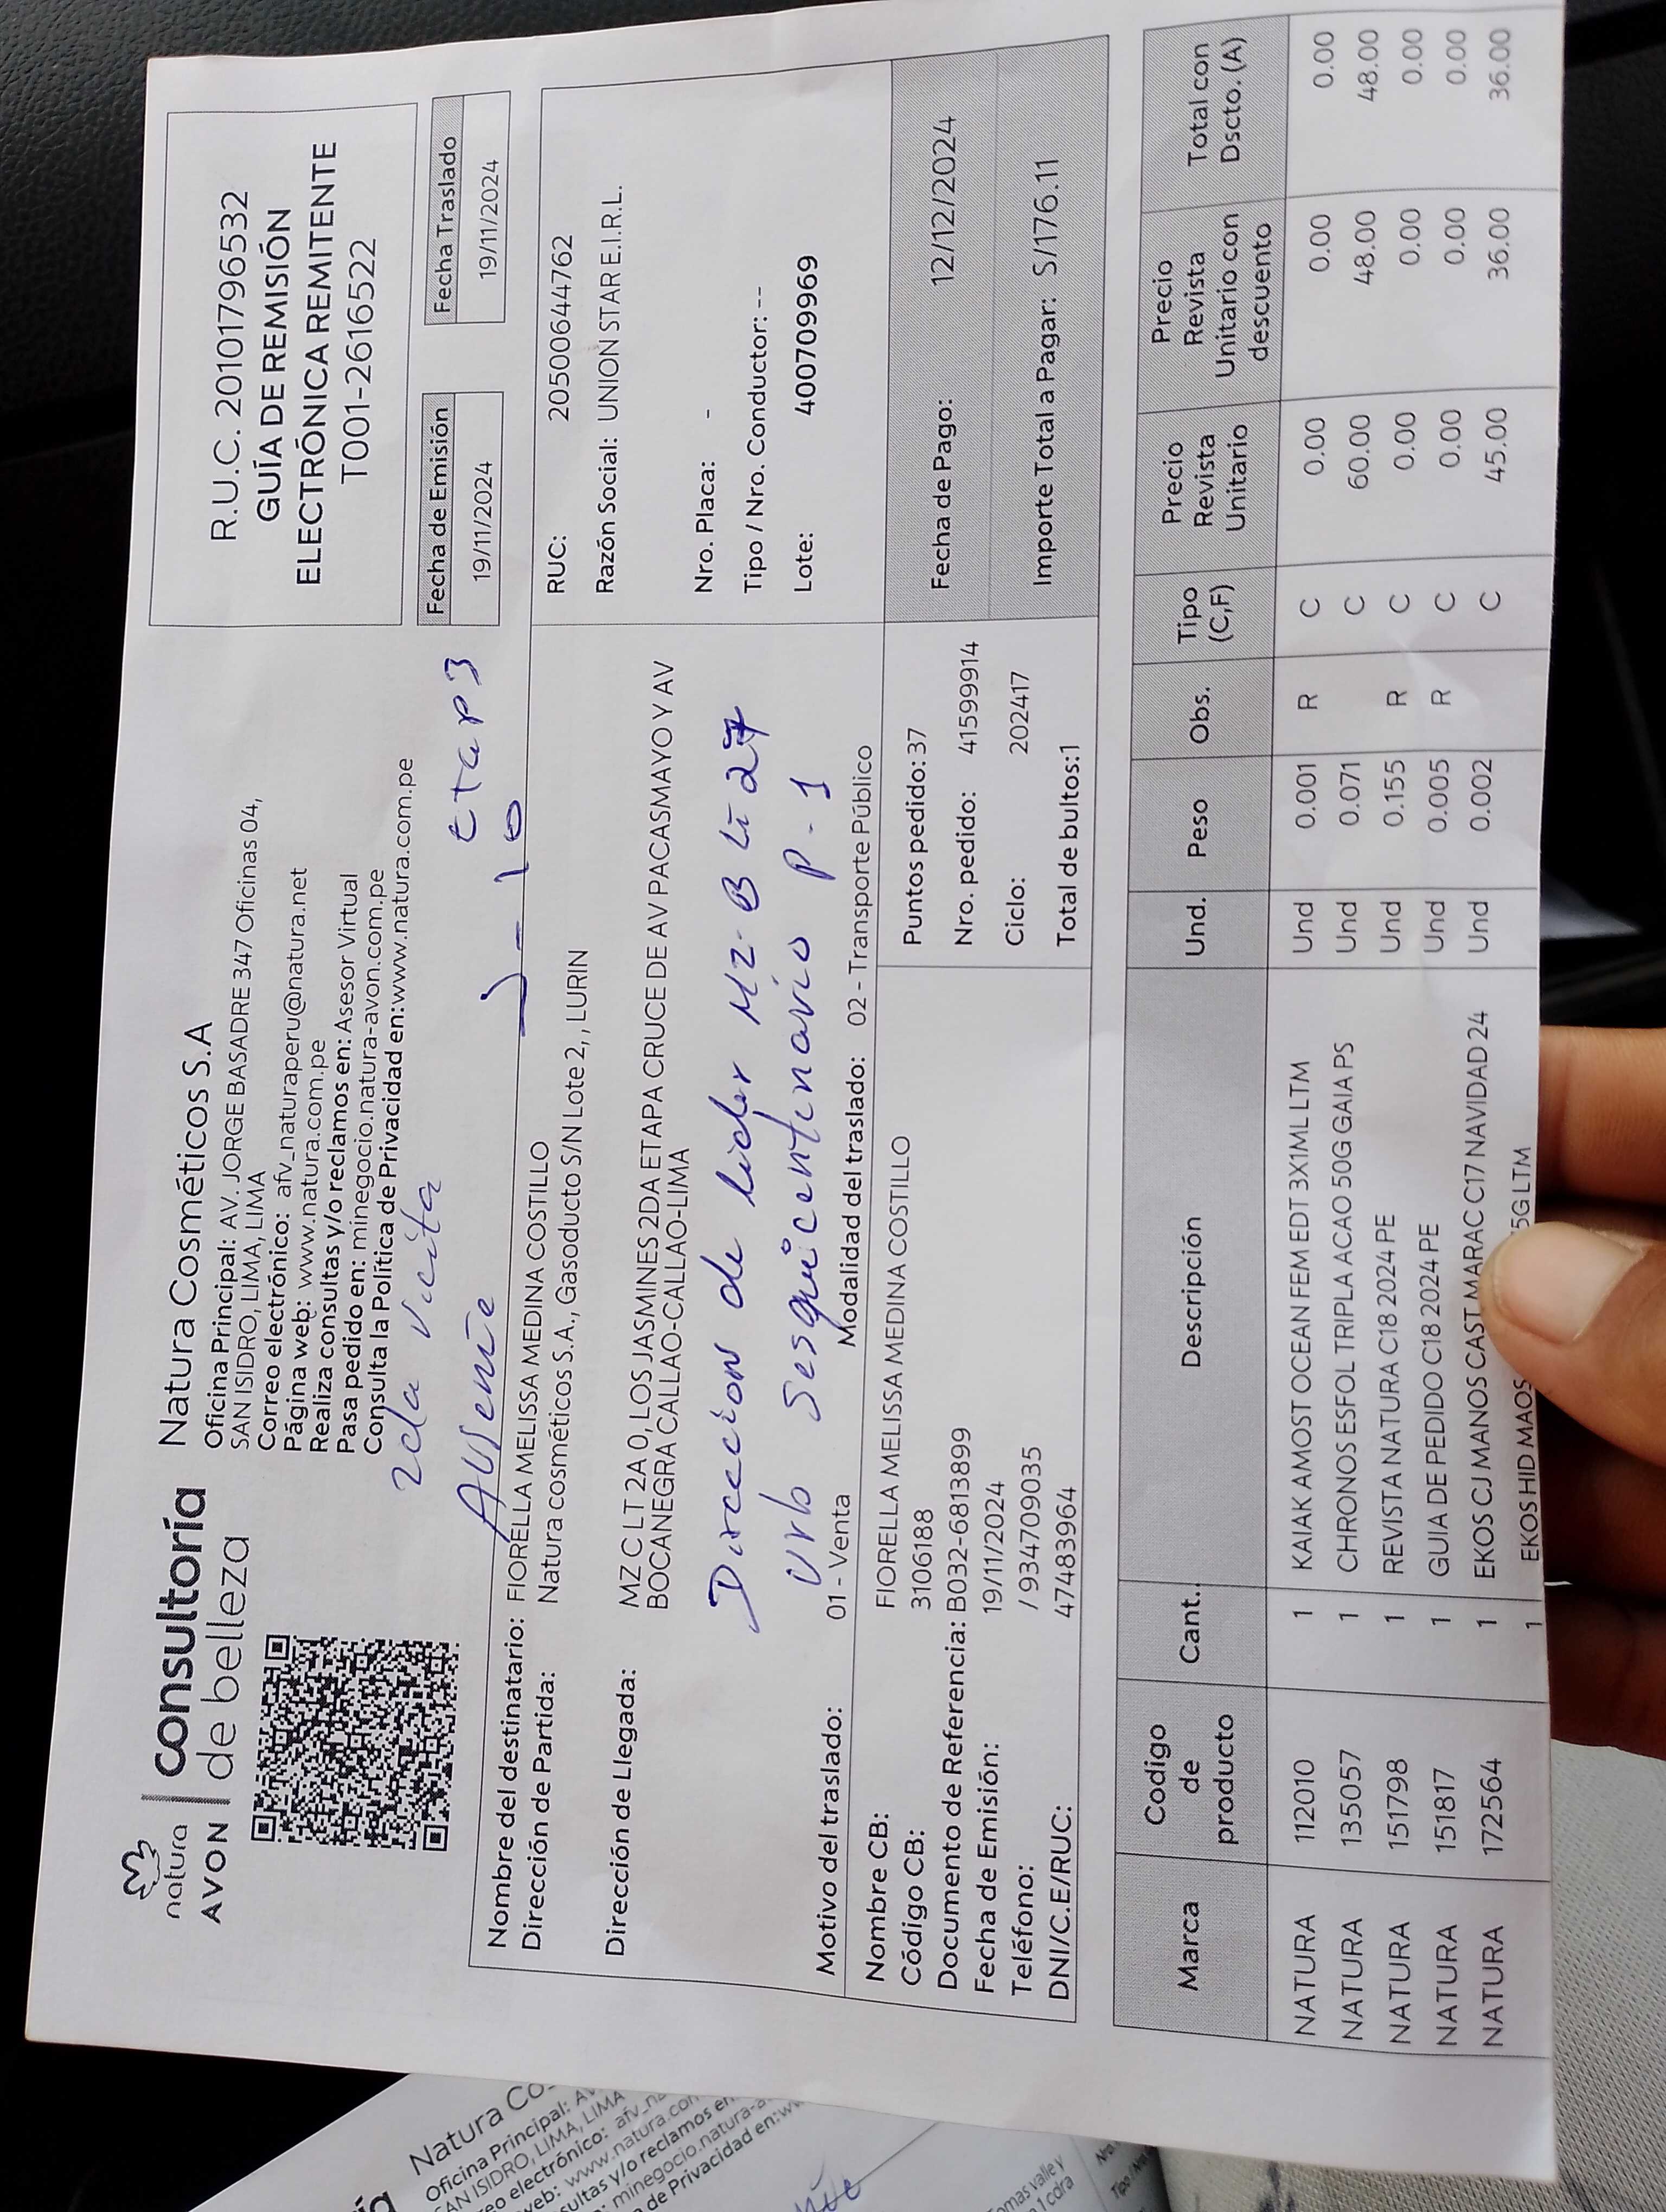 natura
AVON
consultoría
de belleza
Natura Cosméticos S.A
Oficina Principal: AV. JORGE BASADRE 347 Oficinas 04,
SAN ISIDRO, LIMA, LIMA
Correo electrónico: afv_naturaperu@natura.net
Página web: www.natura.com.pe
Realiza consultas y/o reclamos en: Asesor Virtual
Pasa pedido en: minegocio.natura-avon.com.pe
Consulta la Política de Privacidad en:www.natura.com.pe
R.U.C. 20101796532
GUÍA DE REMISIÓN
ELECTRÓNICA REMITENTE
T001-2616522
2da Vicita
Ausente
etap3
Fecha de Emisión Fecha Traslado
19/11/2024 19/11/2024
Nombre del destinatario: FIORELLA MELISSA MEDINA COSTILLO
Dirección de Partida: Natura cosméticos S.A., Gasoducto S/N Lote 2, , LURIN
Dirección de Llegada: MZ C LT 2A 0, LOS JASMINES 2DA ETAPA CRUCE DE AV PACASMAYO Y AV
BOCANEGRA CALLAO-CALLAO-LIMA
Direccion de lider Mz-B Lt 27
Urb Sesquicentenario P-1
Motivo del traslado: 01 - Venta Modalidad del traslado: 02 - Transporte Público
RUC: 20500644762
Razón Social: UNION STAR E.I.R.L.
Nro. Placa: -
Tipo / Nro. Conductor: --
Lote: 400709969
Nombre CB: FIORELLA MELISSA MEDINA COSTILLO
Código CB: 3106188
Documento de Referencia: B032-6813899
Fecha de Emisión: 19/11/2024
Teléfono: / 934709035
DNI/C.E/RUC: 47483964
Puntos pedido: 37
Nro. pedido: 41599914
Ciclo: 202417
Total de bultos:1
Fecha de Pago: 12/12/2024
Importe Total a Pagar: S/176.11
Marca Codigo de producto Cant.. Descripción Und. Peso Obs. Tipo (C,F) Precio Revista Unitario Precio Revista Unitario con descuento Total con Dscto. (A)
NATURA 112010 1 KAIAK AMOST OCEAN FEM EDT 3X1ML LTM Und 0.001 R C 0.00 0.00 0.00
NATURA 135057 1 CHRONOS ESFOL TRIPLA ACAO 50G GAIA PS Und 0.071 C 60.00 48.00 48.00
NATURA 151798 1 REVISTA NATURA C18 2024 PE Und 0.155 R C 0.00 0.00 0.00
NATURA 151817 1 GUIA DE PEDIDO C18 2024 PE Und 0.005 R C 0.00 0.00 0.00
NATURA 172564 1 EKOS CJ MANOS CAST MARAC C17 NAVIDAD 24 Und 0.002 C 45.00 36.00 36.00
1 EKOS HID MAOS 5G LTM